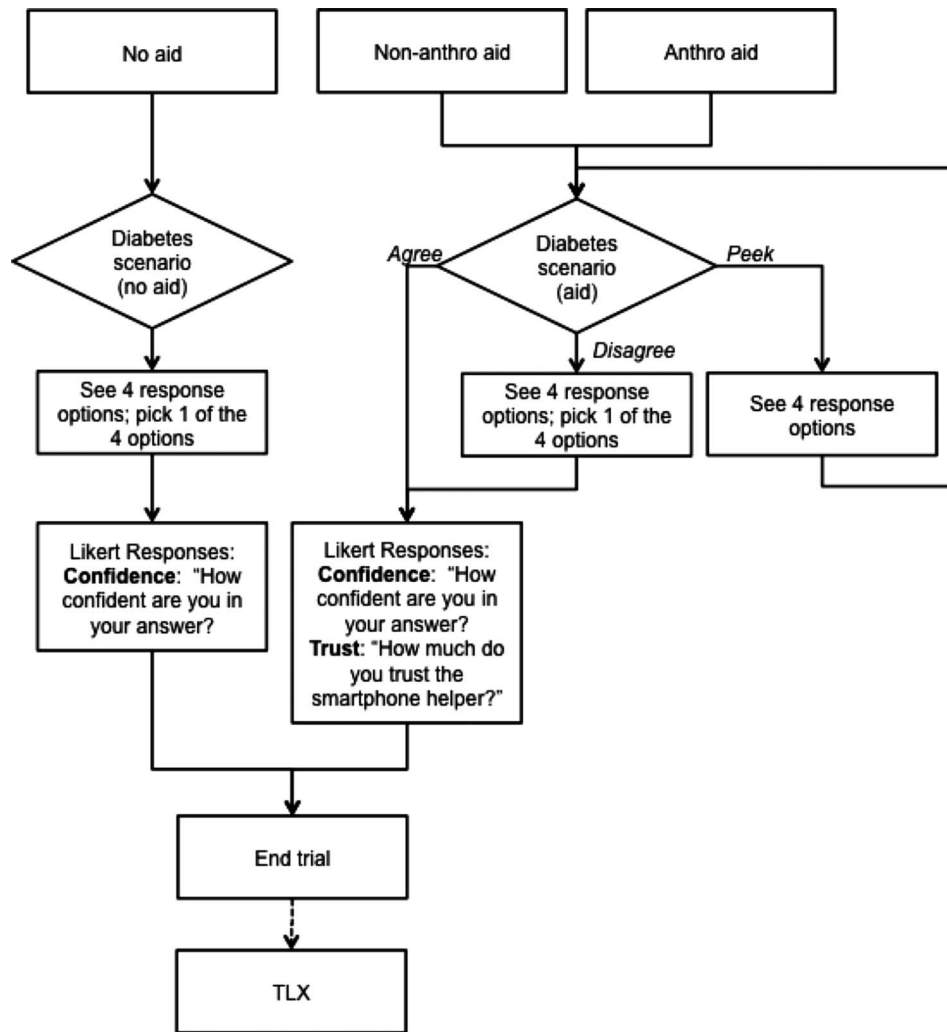 No aid
Non-anthro aid
Anthro aid
Diabetes
scenario
(no aid)
Agree
Diabetes
scenario
(aid)
Peek
Disagree
See 4 response
options; pick 1 of the
4 options
See 4 response
options; pick 1 of the
4 options
See 4 response
options
Likert Responses:
Confidence: “How
confident are you in
your answer?
Likert Responses:
Confidence: “How
confident are you in
your answer?
Trust: “How much do
you trust the
smartphone helper?”
End trial
TLX